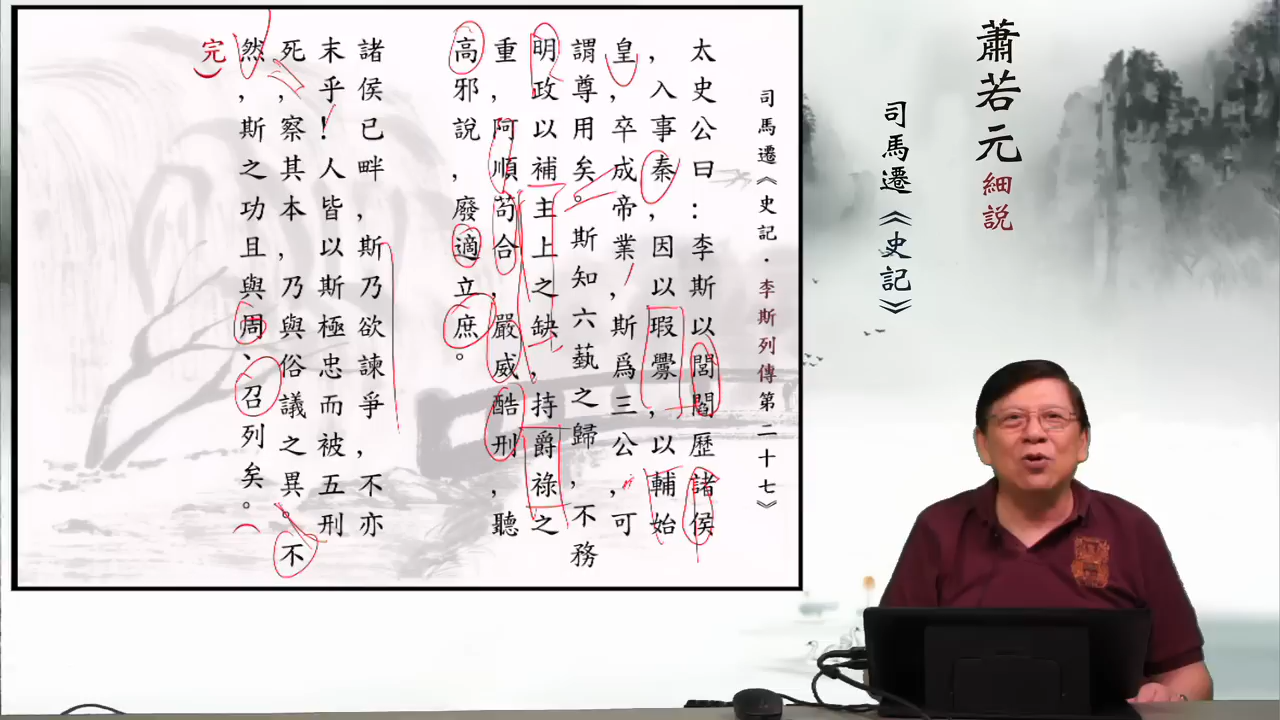 蕭若元
細說
司馬遷《史記》
司馬遷《史記·李斯列傳第二十七》
太史公曰：李斯以閭閻歷諸侯
，入事秦，因以瑕釁，以輔始
皇，卒成帝業，斯爲三公，可
謂尊用矣。斯知六藝之歸，不務
明政以補主上之缺，持爵祿之
重，阿順苟合，嚴威酷刑，聽
高邪說，廢適立庶。
諸侯已畔，斯乃欲諫爭，不亦
末乎！人皆以斯極忠而被五刑
死，察其本，乃與俗議之異。不
然，斯之功且與周、召列矣。（
完）